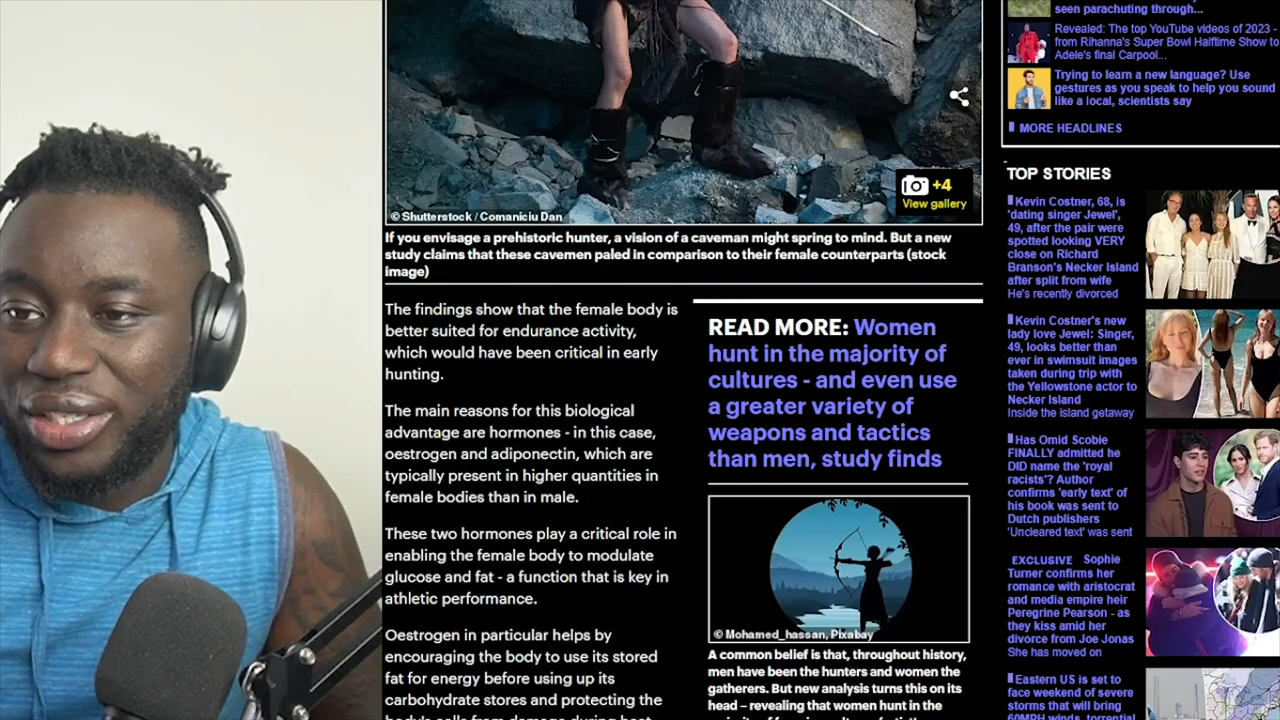 © Shutterstock / Comaniciu Dan
+4
View gallery
If you envisage a prehistoric hunter, a vision of a caveman might spring to mind. But a new
study claims that these cavemen paled in comparison to their female counterparts (stock
image)
The findings show that the female body is
better suited for endurance activity,
which would have been critical in early
hunting.
The main reasons for this biological
advantage are hormones - in this case,
oestrogen and adiponectin, which are
typically present in higher quantities in
female bodies than in male.
These two hormones play a critical role in
enabling the female body to modulate
glucose and fat - a function that is key in
athletic performance.
Oestrogen in particular helps by
encouraging the body to use its stored
fat for energy before using up its
carbohydrate stores and protecting the
READ MORE: Women
hunt in the majority of
cultures - and even use
a greater variety of
weapons and tactics
than men, study finds
© Mohamed_hassan, Pixabay
A common belief is that, throughout history,
men have been the hunters and women the
gatherers. But new analysis turns this on its
head – revealing that women hunt in the
seen parachuting through...
Revealed: The top YouTube videos of 2023 -
from Rihanna's Super Bowl Halftime Show to
Adele's final Carpool...
Trying to learn a new language? Use
gestures as you speak to help you sound
like a local, scientists say
MORE HEADLINES
TOP STORIES
Kevin Costner, 68, is
'dating singer Jewel',
49, after the pair were
spotted looking VERY
close on Richard
Branson's Necker Island
after split from wife
He's recently divorced
Kevin Costner's new
lady love Jewel: Singer,
49, looks better than
ever in swimsuit images
taken during trip with
the Yellowstone actor to
Necker Island
Inside the island getaway
Has Omid Scobie
FINALLY admitted he
DID name the 'royal
racists'? Author
confirms 'early text' of
his book was sent to
Dutch publishers
'Uncleared text' was sent
EXCLUSIVE Sophie
Turner confirms her
romance with aristocrat
and media empire heir
Peregrine Pearson - as
they kiss amid her
divorce from Joe Jonas
She has moved on
Eastern US is set to
face weekend of severe
storms that will bring
60MPH winds, torrential